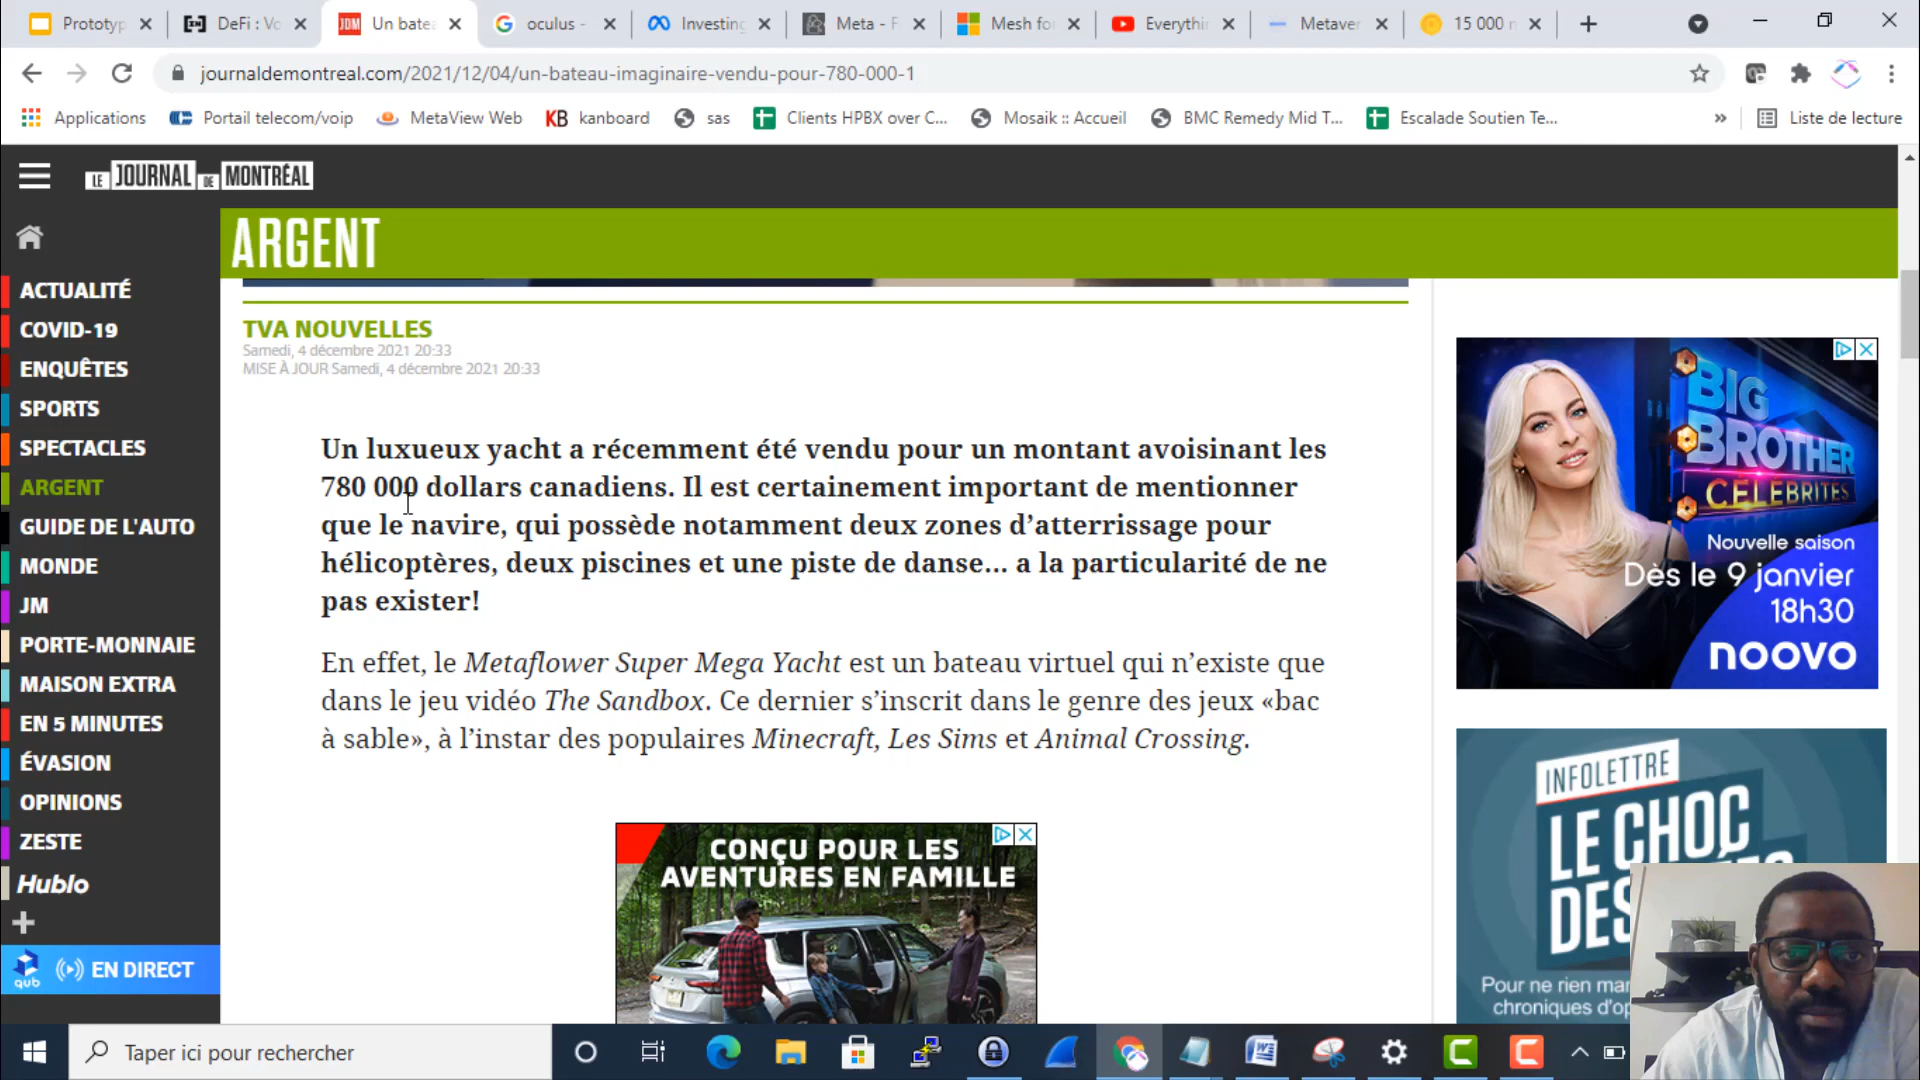 Prototyp
DeFi : Vo
Un batea
oculus -
Investing
Meta - F
Mesh fo
Everythi
Metaver
15 000 n
journaldemontreal.com/2021/12/04/un-bateau-imaginaire-vendu-pour-780-000-1
Applications
Portail telecom/voip
MetaView Web
KB kanboard
sas
Clients HPBX over C...
Mosaik :: Accueil
BMC Remedy Mid T...
Escalade Soutien Te...
»
Liste de lecture
LE JOURNAL DE MONTRÉAL
ARGENT
ACTUALITÉ
COVID-19
ENQUÊTES
SPORTS
SPECTACLES
ARGENT
GUIDE DE L'AUTO
MONDE
JM
PORTE-MONNAIE
MAISON EXTRA
EN 5 MINUTES
ÉVASION
OPINIONS
ZESTE
Hublo
qub EN DIRECT
TVA NOUVELLES
Samedi, 4 décembre 2021 20:33
MISE À JOUR Samedi, 4 décembre 2021 20:33
Un luxueux yacht a récemment été vendu pour un montant avoisinant les
780 000 dollars canadiens. Il est certainement important de mentionner
que le navire, qui possède notamment deux zones d’atterrissage pour
hélicoptères, deux piscines et une piste de danse... a la particularité de ne
pas exister!
En effet, le Metaflower Super Mega Yacht est un bateau virtuel qui n’existe que
dans le jeu vidéo The Sandbox. Ce dernier s’inscrit dans le genre des jeux «bac
à sable», à l’instar des populaires Minecraft, Les Sims et Animal Crossing.
CONÇU POUR LES
AVENTURES EN FAMILLE
BIG
BROTHER
CÉLÉBRITÉS
Nouvelle saison
Dès le 9 janvier
18h30
noovo
INFOLETTRE
LE CHOC
DES
Pour ne rien man
chroniques d'op
Taper ici pour rechercher